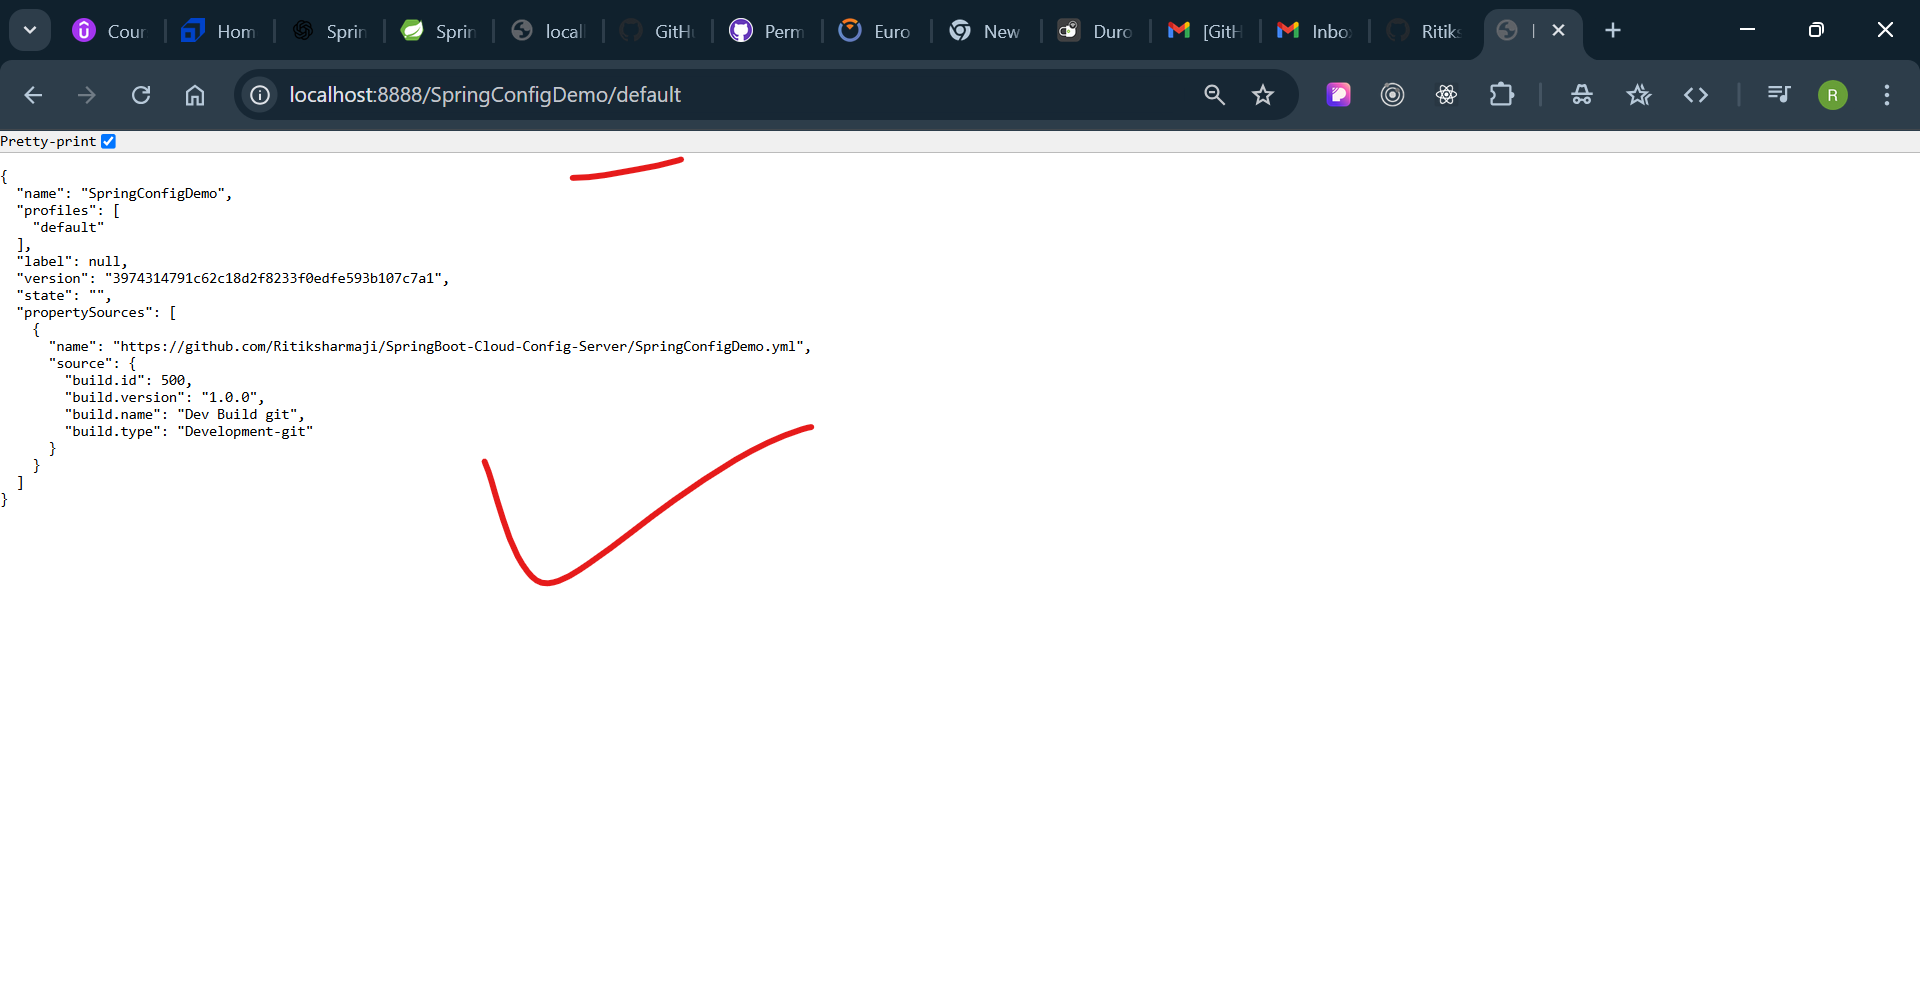 Cour
Hom
Sprin
Sprin
local
GitHu
Perm
Euro
New
Duro
[GitH
Inbo
Ritiks
localhost:8888/SpringConfigDemo/default
R
Pretty-print
{
  "name": "SpringConfigDemo",
  "profiles": [
    "default"
  ],
  "label": null,
  "version": "3974314791c62c18d2f8233f0edfe593b107c7a1",
  "state": "",
  "propertySources": [
    {
      "name": "https://github.com/Ritiksharmaji/SpringBoot-Cloud-Config-Server/SpringConfigDemo.yml",
      "source": {
        "build.id": 500,
        "build.version": "1.0.0",
        "build.name": "Dev Build git",
        "build.type": "Development-git"
      }
    }
  ]
}